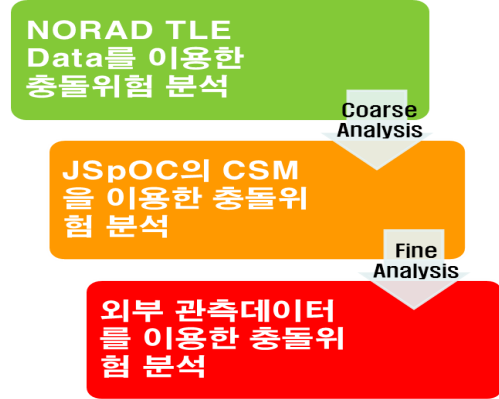 NORAD TLE
Data를 이용한
충돌위험 분석
Coarse
Analysis
JSpOC의 CSM
을 이용한 충돌위
험 분석
Fine
Analysis
외부 관측데이터
를 이용한 충돌위
험 분석